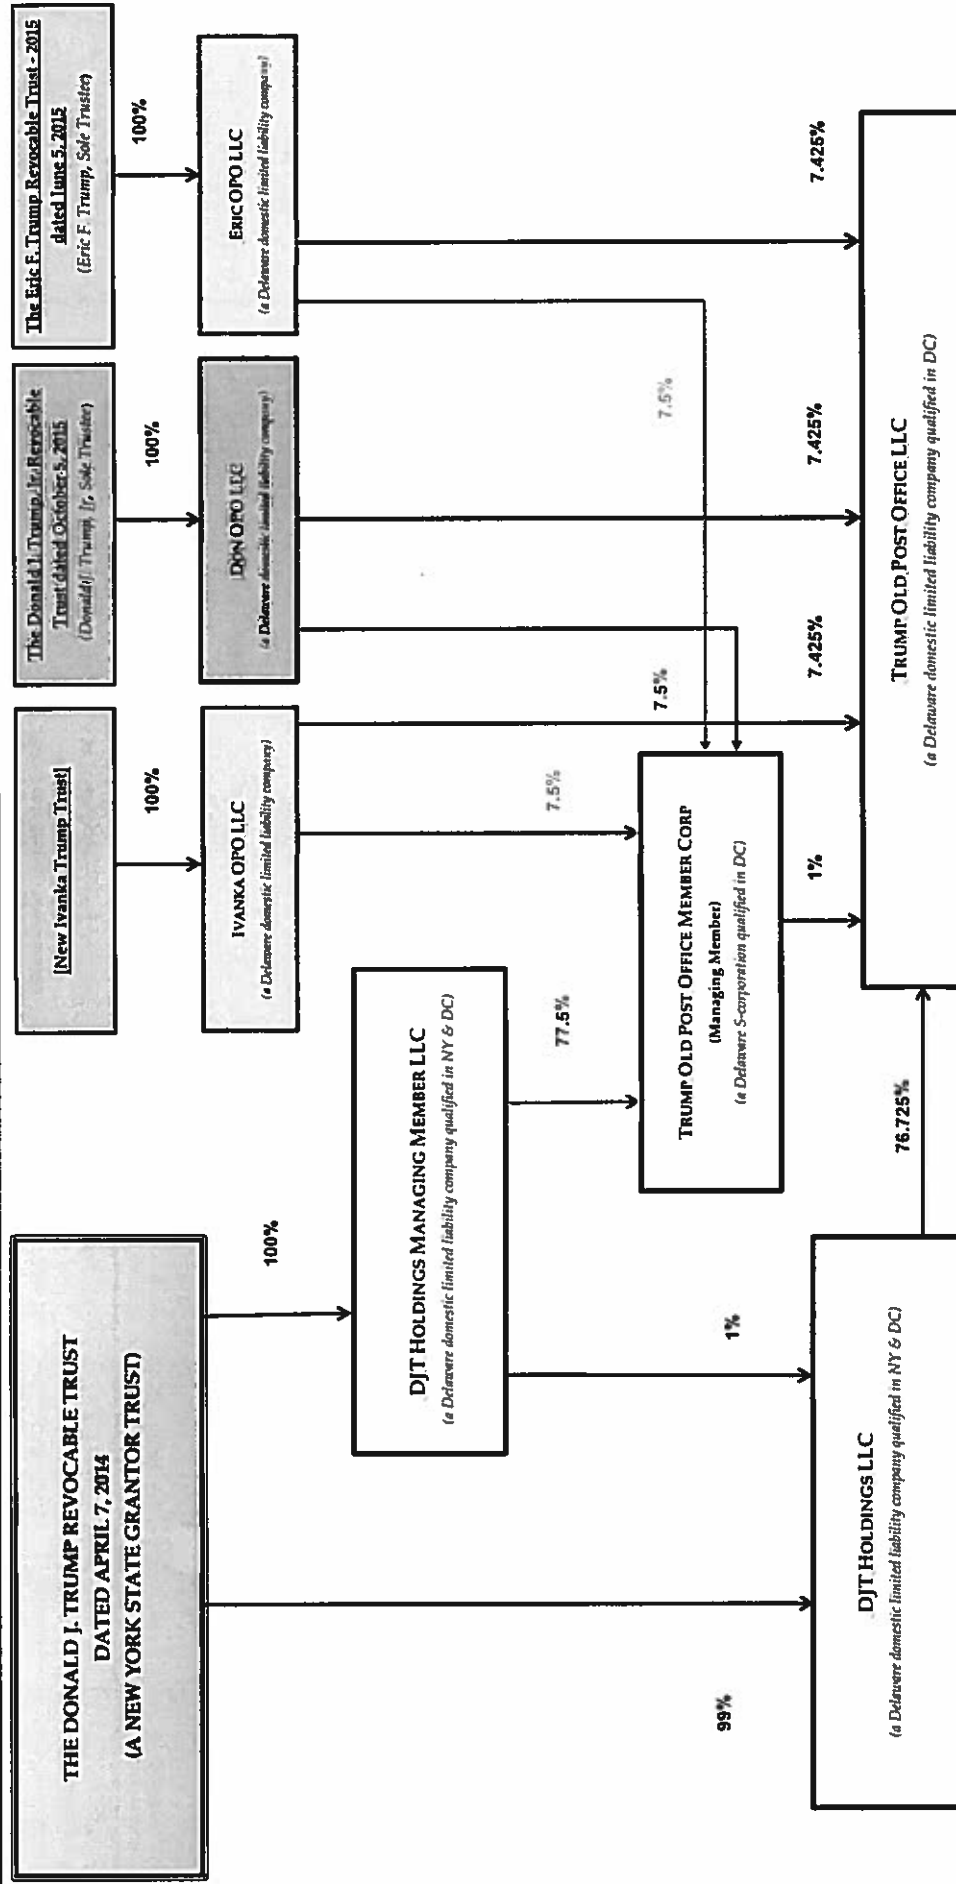 THE DONALD J. TRUMP REVOCABLE TRUST
DATED APRIL 7, 2014
(A NEW YORK STATE GRANTOR TRUST)
[New Ivanka Trump Trust]
The Donald J. Trump, Jr. Revocable
Trust dated October 5, 2015
(Donald J. Trump, Jr, Sole Trustee)
The Eric F. Trump Revocable Trust - 2015
dated June 5, 2015
(Eric F. Trump, Sole Trustee)
100%
100%
100%
100%
IVANKA OPO LLC
(a Delaware domestic limited liability company)
DON OPO LLC
(a Delaware domestic limited liability company)
ERIC OPO LLC
(a Delaware domestic limited liability company)
DJT HOLDINGS MANAGING MEMBER LLC
(a Delaware domestic limited liability company qualified in NY & DC)
77.5%
7.5%
7.5%
7.5%
TRUMP OLD POST OFFICE MEMBER CORP
(Managing Member)
(a Delaware S-corporation qualified in DC)
99%
1%
1%
7.425%
7.425%
7.425%
DJT HOLDINGS LLC
(a Delaware domestic limited liability company qualified in NY & DC)
76.725%
TRUMP OLD POST OFFICE LLC
(a Delaware domestic limited liability company qualified in DC)